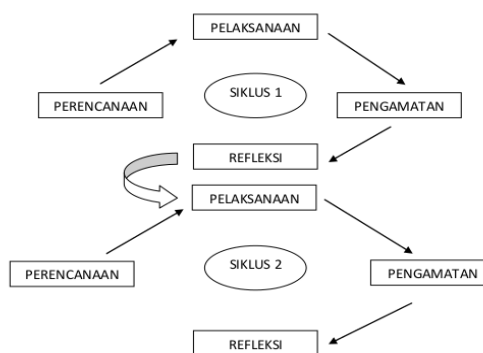 PELAKSANAAN
SIKLUS 1
PERENCANAAN
PENGAMATAN
REFLEKSI
PELAKSANAAN
SIKLUS 2
PERENCANAAN
PENGAMATAN
REFLEKSI